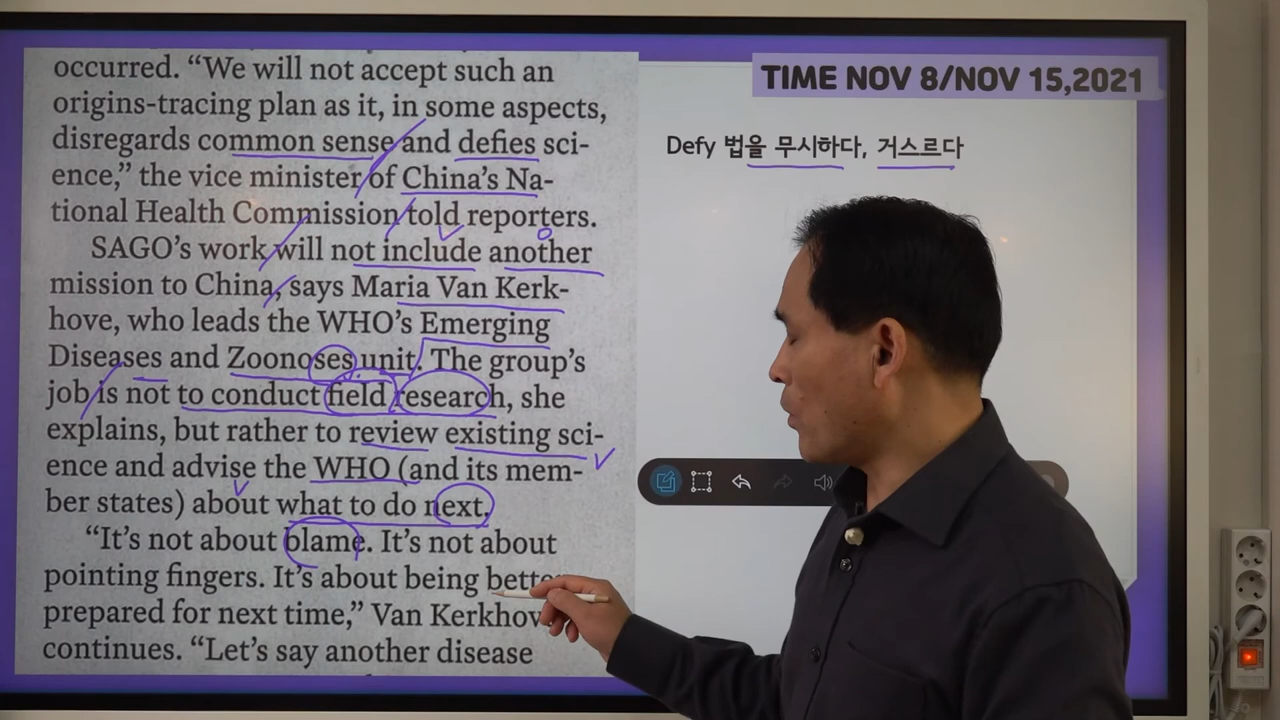 occurred. “We will not accept such an
origins-tracing plan as it, in some aspects,
disregards common sense and defies sci-
ence,” the vice minister of China’s Na-
tional Health Commission told reporters.
SAGO’s work will not include another
mission to China, says Maria Van Kerk-
hove, who leads the WHO’s Emerging
Diseases and Zoonoses unit. The group’s
job is not to conduct field research, she
explains, but rather to review existing sci-
ence and advise the WHO (and its mem-
ber states) about what to do next.
“It’s not about blame. It’s not about
pointing fingers. It’s about being
prepared for next time,” Van
continues. “Let’s say another disease
TIME NOV 8/NOV 15,2021
Defy 법을 무시하다, 거스르다